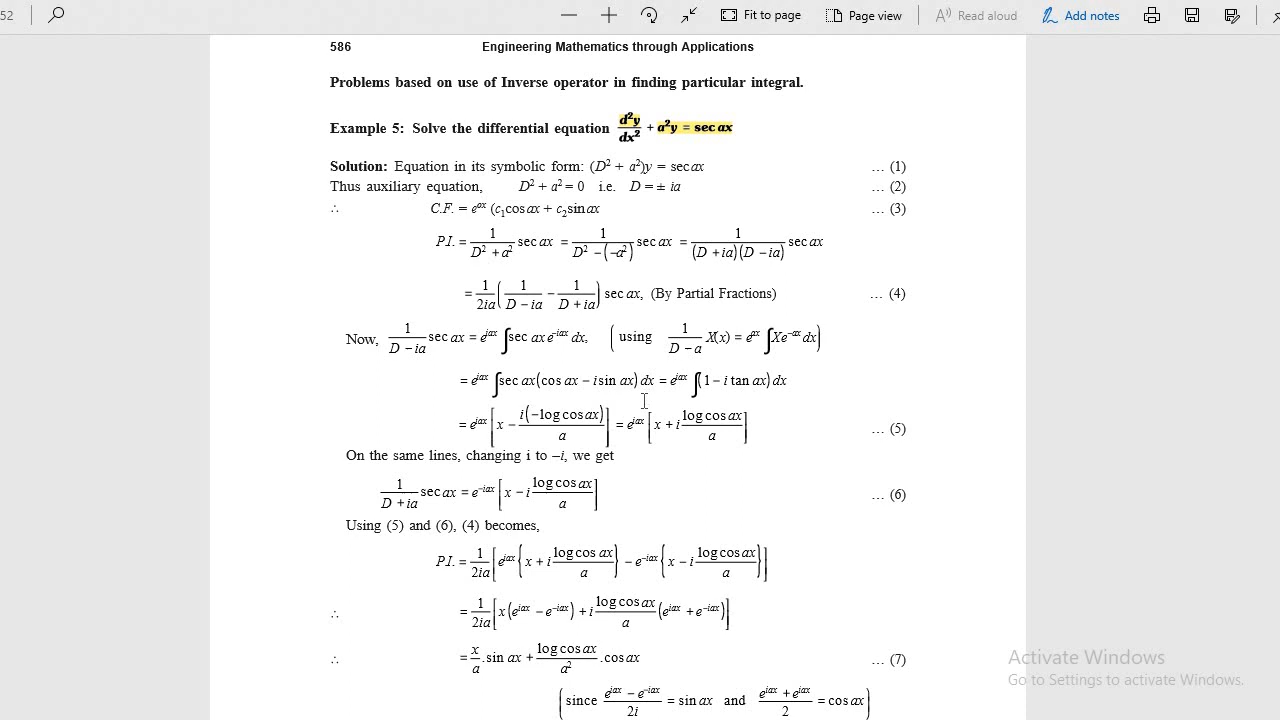 52 Fit to page Page view Read aloud Add notes
586 Engineering Mathematics through Applications
Problems based on use of Inverse operator in finding particular integral.
Example 5: Solve the differential equation d²y/dx² + a²y = sec ax
Solution: Equation in its symbolic form: (D² + a²)y = sec ax … (1)
Thus auxiliary equation, D² + a² = 0 i.e. D = ± ia … (2)
∴ C.F. = e^{ox} (c₁cos ax + c₂sin ax … (3)
P.I. = 1/(D² + a²) sec ax = 1/(D² – (–a²)) sec ax = 1/((D + ia)(D – ia)) sec ax
= 1/2ia (1/(D – ia) – 1/(D + ia)) sec ax, (By Partial Fractions) … (4)
Now, 1/(D – ia) sec ax = e^{iax} ∫sec ax e^{–iax} dx, (using 1/(D – a) X(x) = e^{ax} ∫Xe^{–ax} dx)
= e^{iax} ∫sec ax(cos ax – i sin ax) dx = e^{iax} ∫(1 – i tan ax) dx
= e^{iax} [x – i(–log cos ax)/a] = e^{iax} [x + i log cos ax/a] … (5)
On the same lines, changing i to –i, we get
1/(D + ia) sec ax = e^{–iax} [x – i log cos ax/a] … (6)
Using (5) and (6), (4) becomes,
P.I. = 1/2ia [e^{iax} {x + i log cos ax/a} – e^{–iax} {x – i log cos ax/a}]
∴ = 1/2ia [x(e^{iax} – e^{–iax}) + i log cos ax/a (e^{iax} + e^{–iax})]
∴ = x/a . sin ax + log cos ax/a² . cos ax … (7)
(since (e^{iax} – e^{–iax})/2i = sin ax and (e^{iax} + e^{iax})/2 = cos ax)
Activate Windows
Go to Settings to activate Windows.